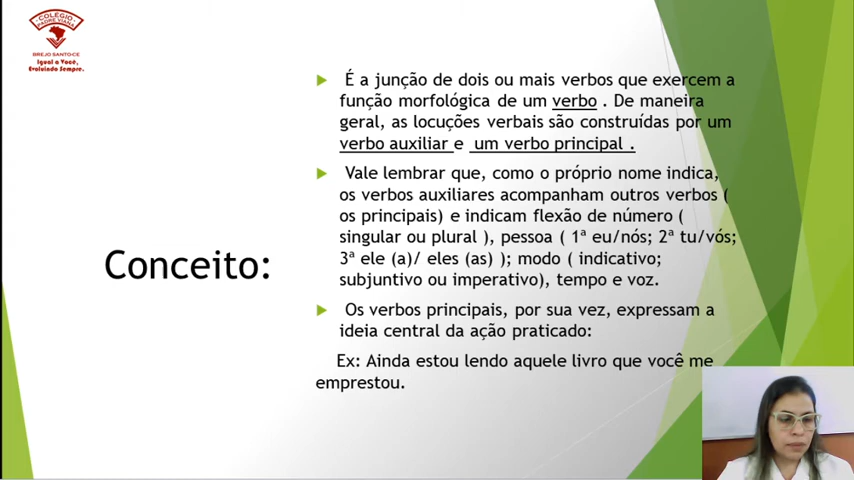 COLEGIO
PADRE VIANA
BREJO SANTO-CE
Igual a Você,
Evoluindo Sempre.
Conceito:
É a junção de dois ou mais verbos que exercem a
função morfológica de um verbo . De maneira
geral, as locuções verbais são construídas por um
verbo auxiliar e um verbo principal .
Vale lembrar que, como o próprio nome indica,
os verbos auxiliares acompanham outros verbos (
os principais) e indicam flexão de número (
singular ou plural ), pessoa ( 1ª eu/nós; 2ª tu/vós;
3ª ele (a)/ eles (as) ); modo ( indicativo;
subjuntivo ou imperativo), tempo e voz.
Os verbos principais, por sua vez, expressam a
ideia central da ação praticado:
Ex: Ainda estou lendo aquele livro que você me
emprestou.